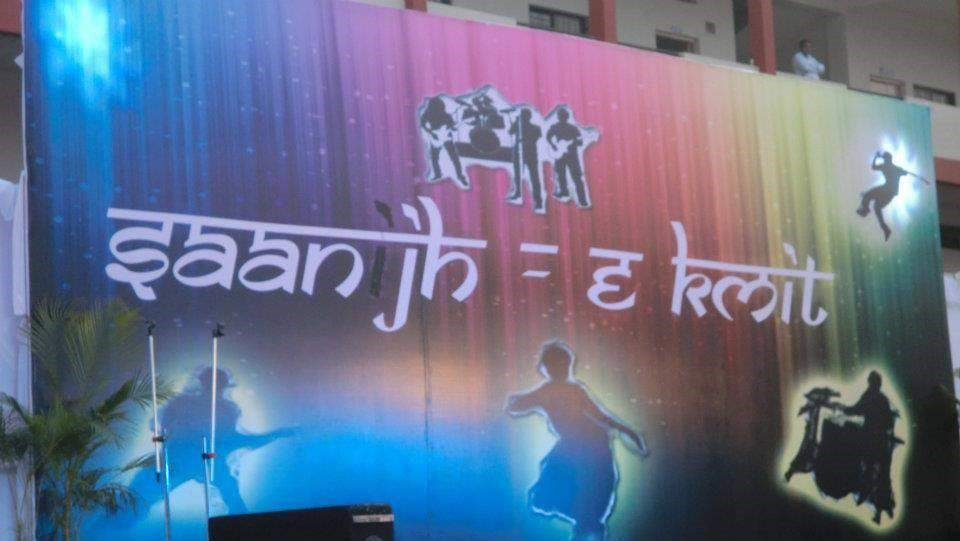 saanjh = e kmit